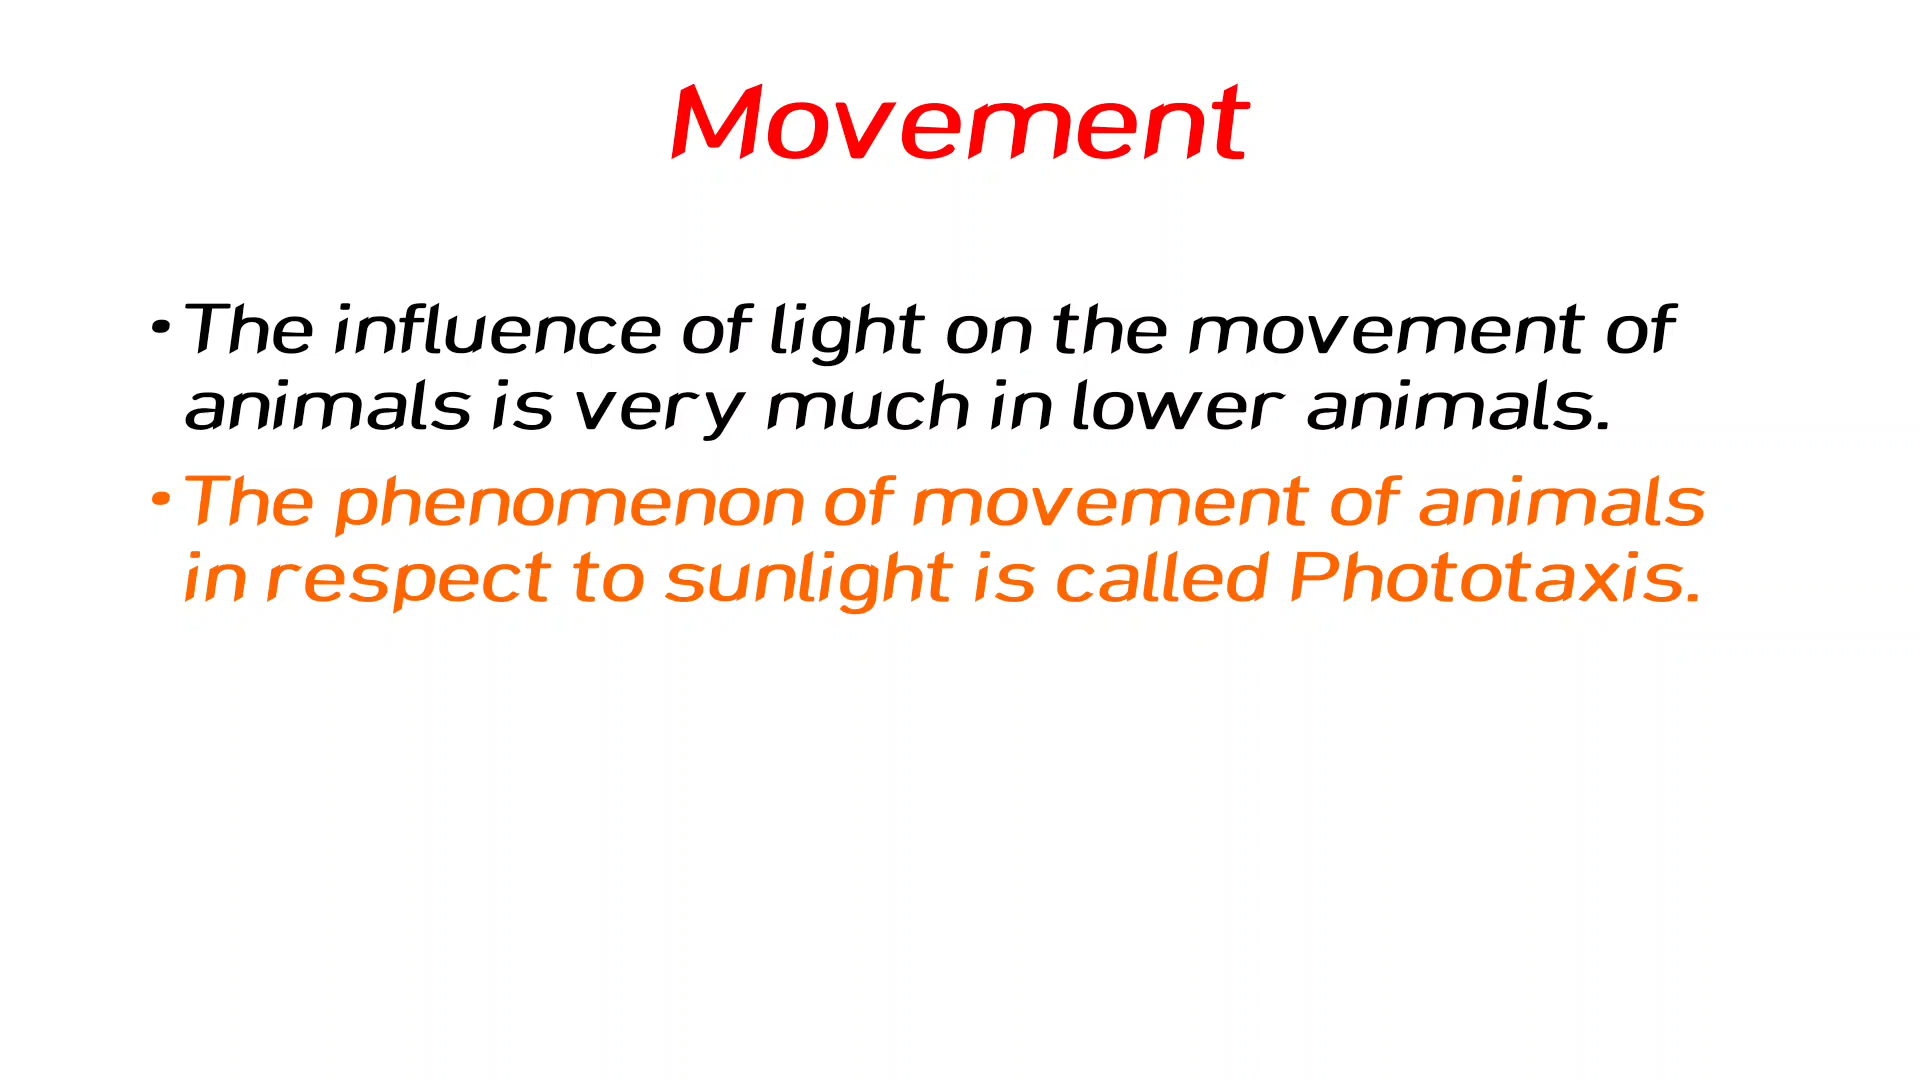 Movement
• The influence of light on the movement of
animals is very much in lower animals.
• The phenomenon of movement of animals
in respect to sunlight is called Phototaxis.